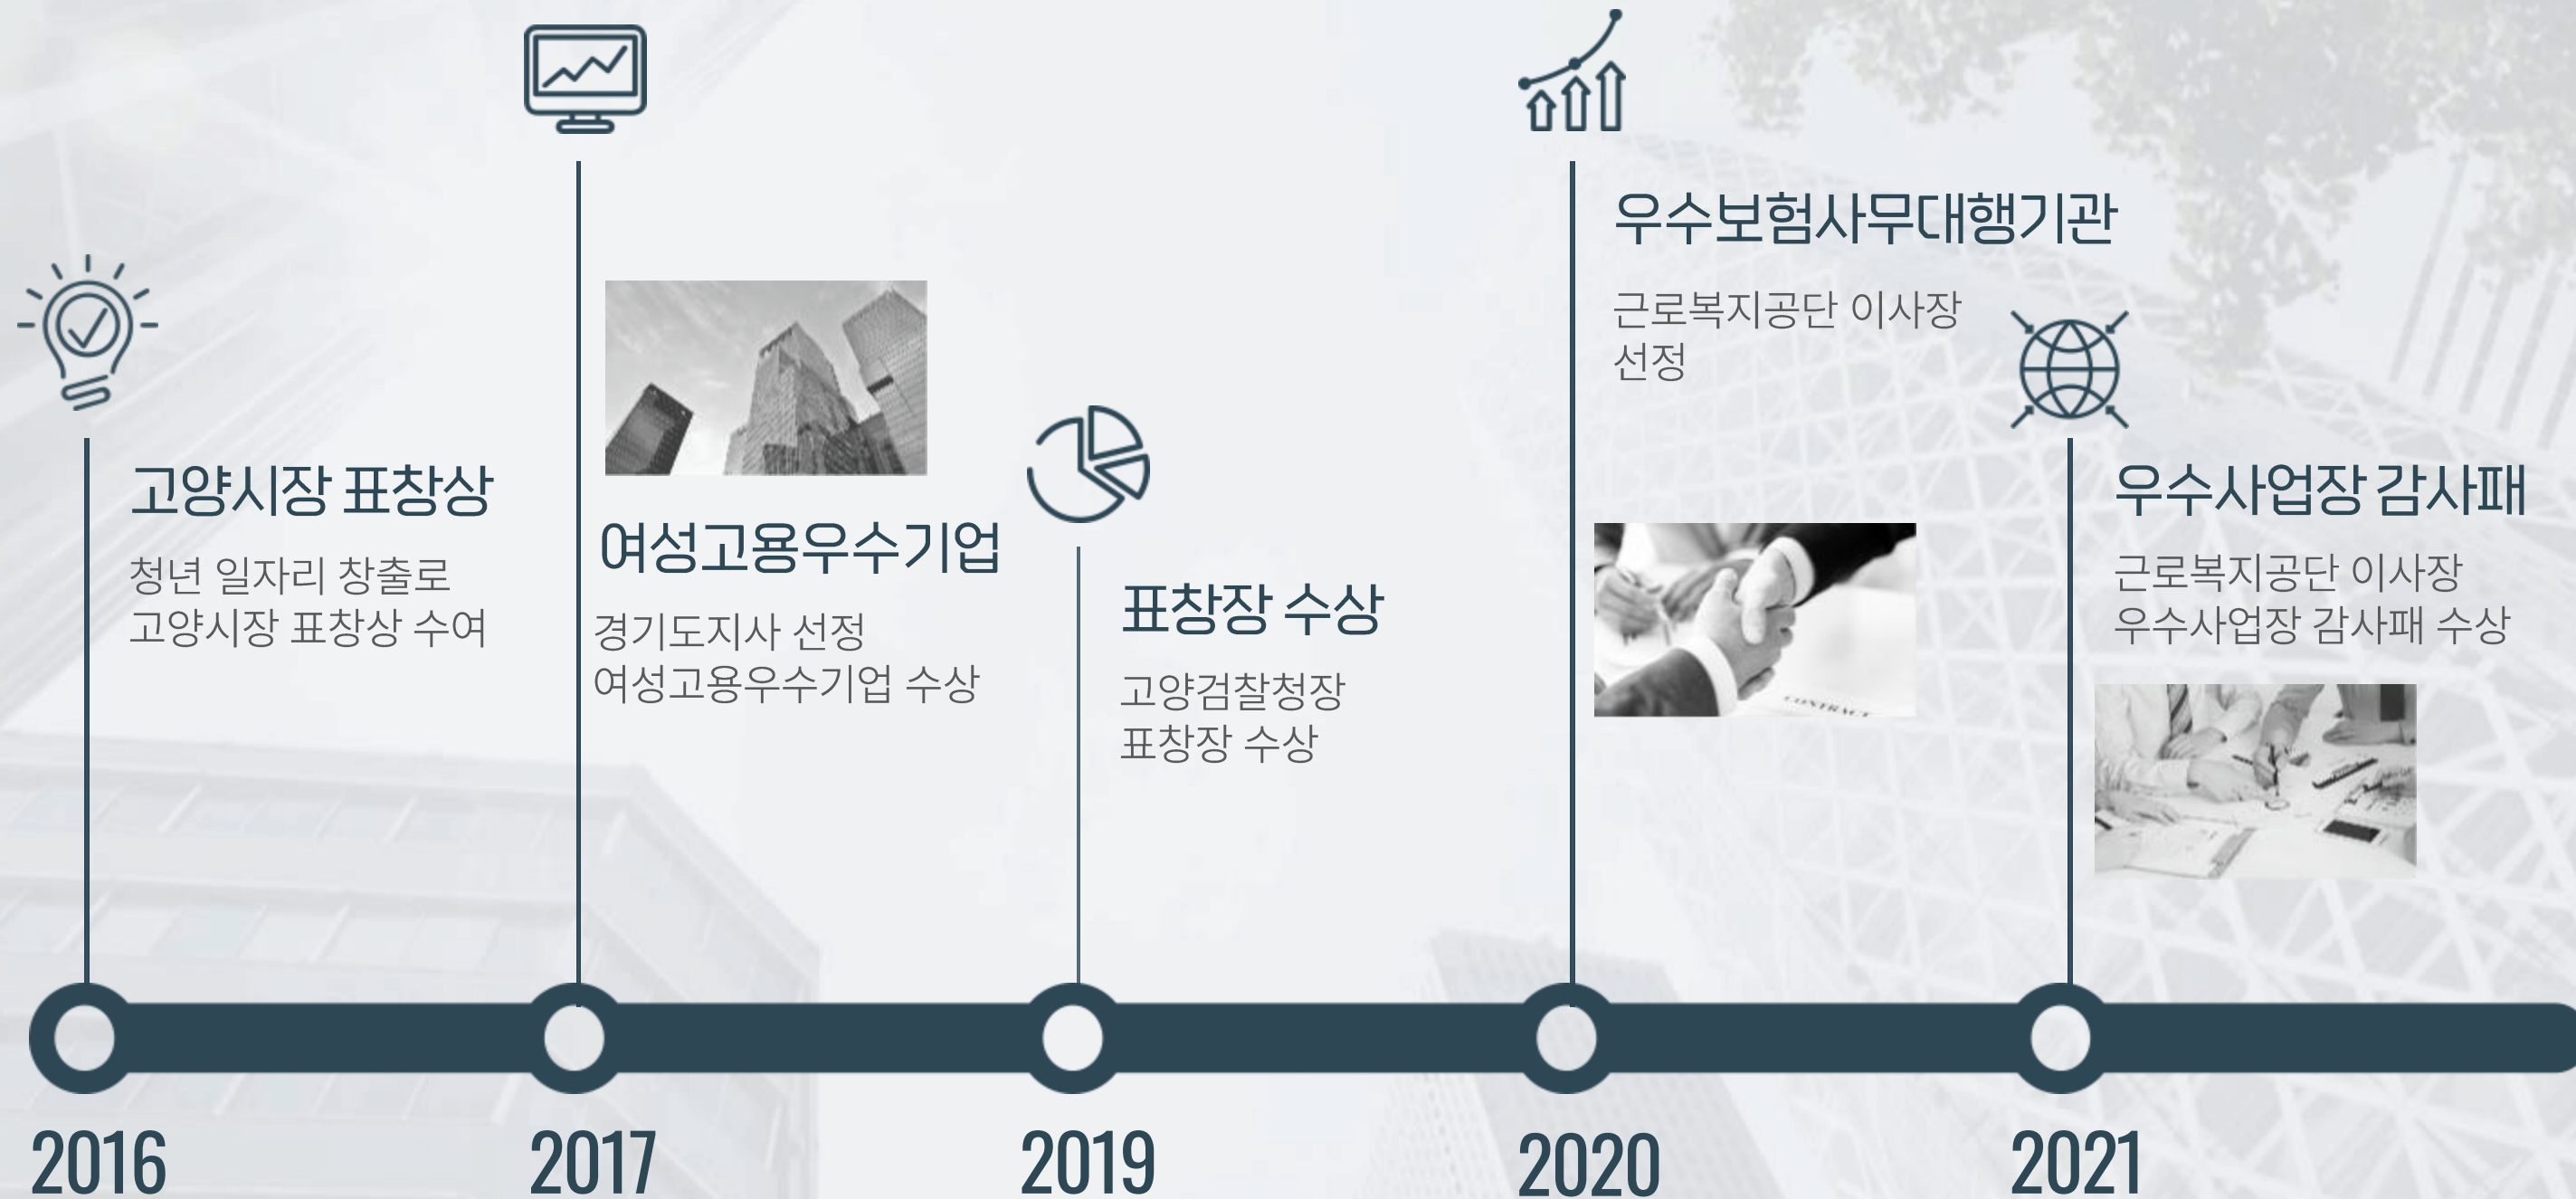 고양시장 표창상
청년 일자리 창출로
고양시장 표창상 수여
2016
여성고용우수기업
경기도지사 선정
여성고용우수기업 수상
2017
표창장 수상
고양검찰청장
표창장 수상
2019
우수보험사무대행기관
근로복지공단 이사장
선정
CONTRACT
2020
우수사업장 감사패
근로복지공단 이사장
우수사업장 감사패 수상
2021